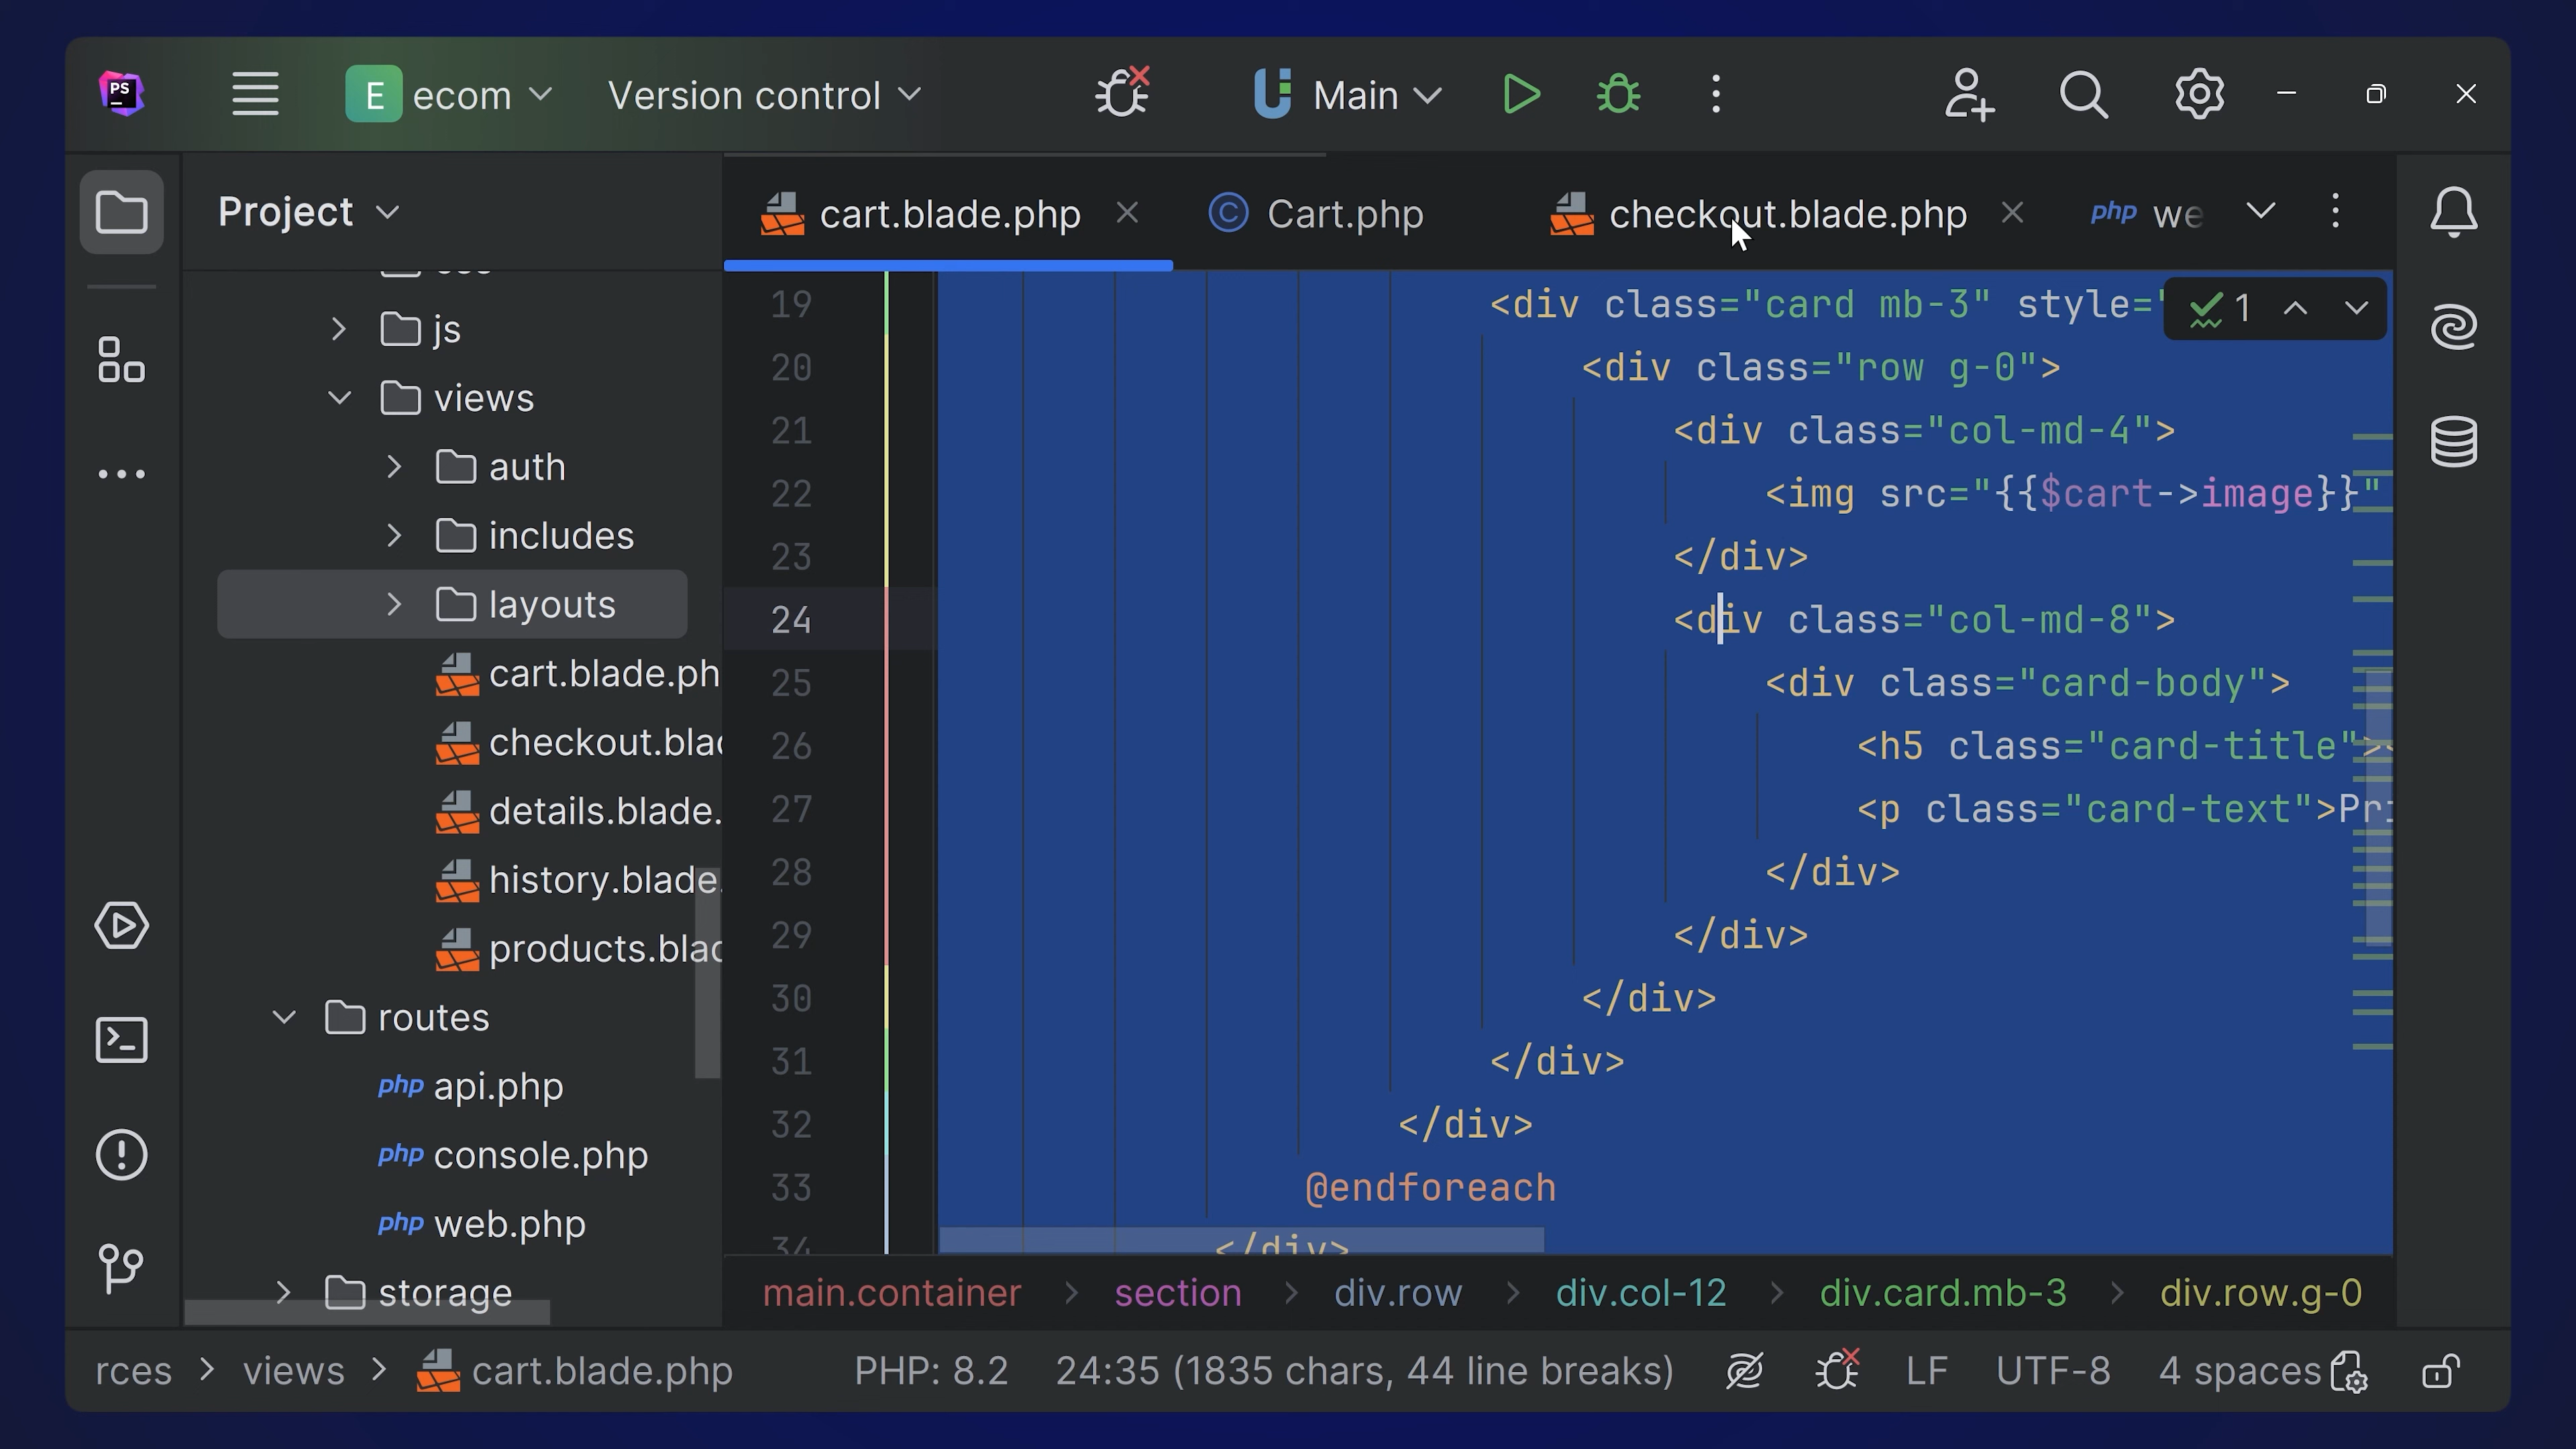 PS
E ecom Version control Main
Project
cart.blade.php Cart.php checkout.blade.php php we
js
views
auth
includes
layouts
cart.blade.ph
checkout.blad
details.blade.
history.blade.
products.blad
routes
php api.php
php console.php
php web.php
storage
1
19 <div class="card mb-3" style="
20 <div class="row g-0">
21 <div class="col-md-4">
22 <img src="{{$cart->image}}"
23 </div>
24 <div class="col-md-8">
25 <div class="card-body">
26 <h5 class="card-title"><
27 <p class="card-text">Pri
28 </div>
29 </div>
30 </div>
31 </div>
32 </div>
33 @endforeach
34 </div>
main.container > section > div.row > div.col-12 > div.card.mb-3 > div.row.g-0
rces > views > cart.blade.php PHP: 8.2 24:35 (1835 chars, 44 line breaks) LF UTF-8 4 spaces